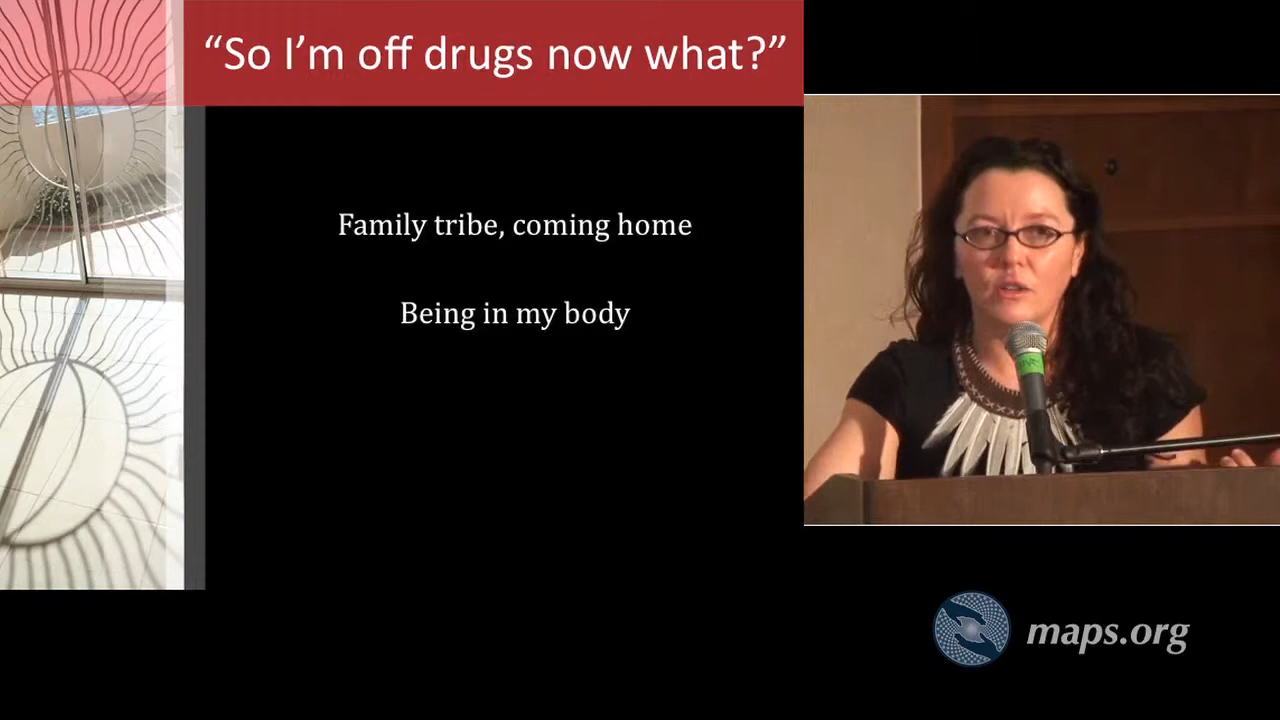 “So I’m off drugs now what?”
Family tribe, coming home
Being in my body
maps.org